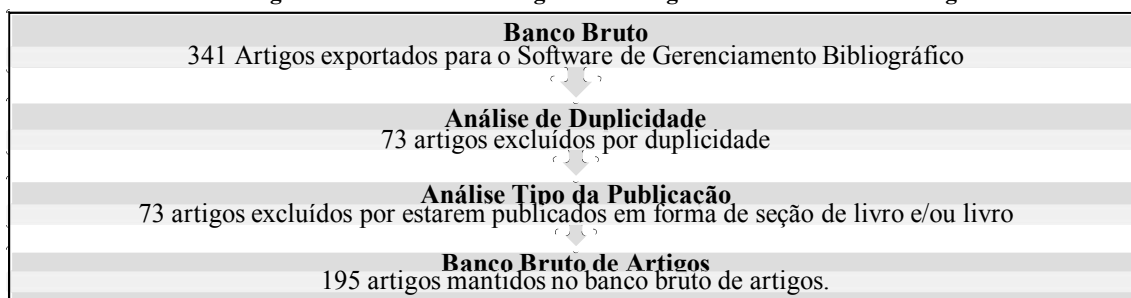 Banco Bruto
341 Artigos exportados para o Software de Gerenciamento Bibliográfico
Análise de Duplicidade
73 artigos excluídos por duplicidade
Análise Tipo da Publicação
73 artigos excluídos por estarem publicados em forma de seção de livro e/ou livro
Banco Bruto de Artigos
195 artigos mantidos no banco bruto de artigos.